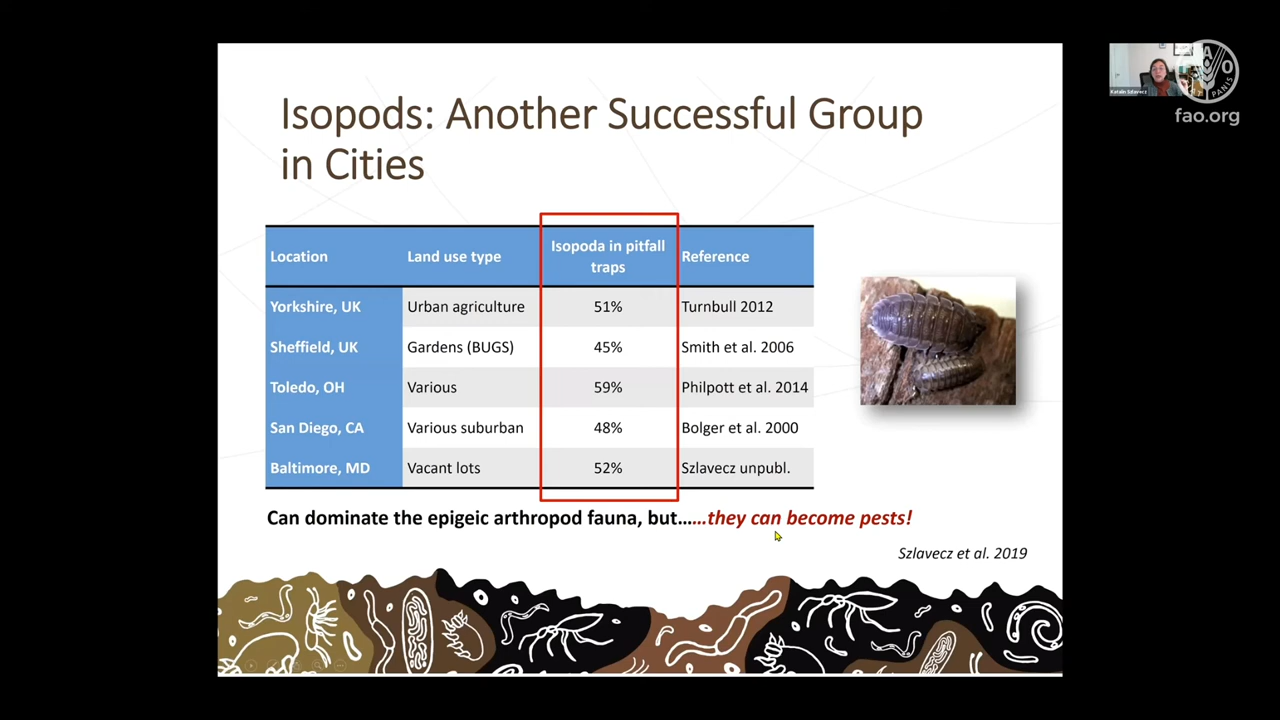 Isopods: Another Successful Group
in Cities
Location Land use type Isopoda in pitfall traps Reference
Yorkshire, UK Urban agriculture 51% Turnbull 2012
Sheffield, UK Gardens (BUGS) 45% Smith et al. 2006
Toledo, OH Various 59% Philpott et al. 2014
San Diego, CA Various suburban 48% Bolger et al. 2000
Baltimore, MD Vacant lots 52% Szlavecz unpubl.
Can dominate the epigeic arthropod fauna, but……they can become pests!
Szlavecz et al. 2019
Katalin Szlavecz
F A O
PANIS
fao.org